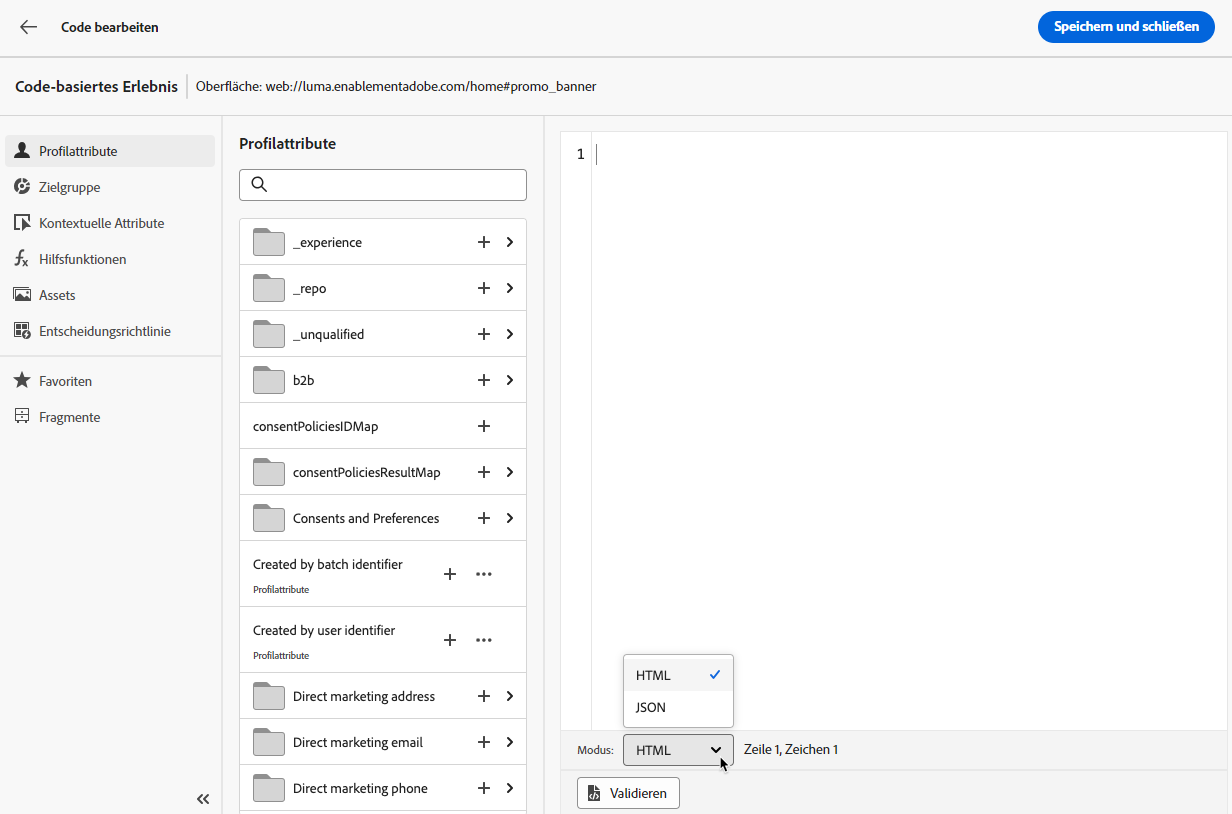 Code bearbeiten
Speichern und schließen
Code-basiertes Erlebnis
Oberfläche: web://luma.enablementadobe.com/home#promo_banner
Profilattribute
Zielgruppe
Kontextuelle Attribute
Hilfsfunktionen
Assets
Entscheidungsrichtlinie
Favoriten
Fragmente
Profilattribute
_experience
_repo
_unqualified
b2b
consentPoliciesIDMap
consentPoliciesResultMap
Consents and Preferences
Created by batch identifier
Profilattribute
Created by user identifier
Profilattribute
Direct marketing address
Direct marketing email
Direct marketing phone
1
HTML
JSON
Modus: HTML Zeile 1, Zeichen 1
Validieren